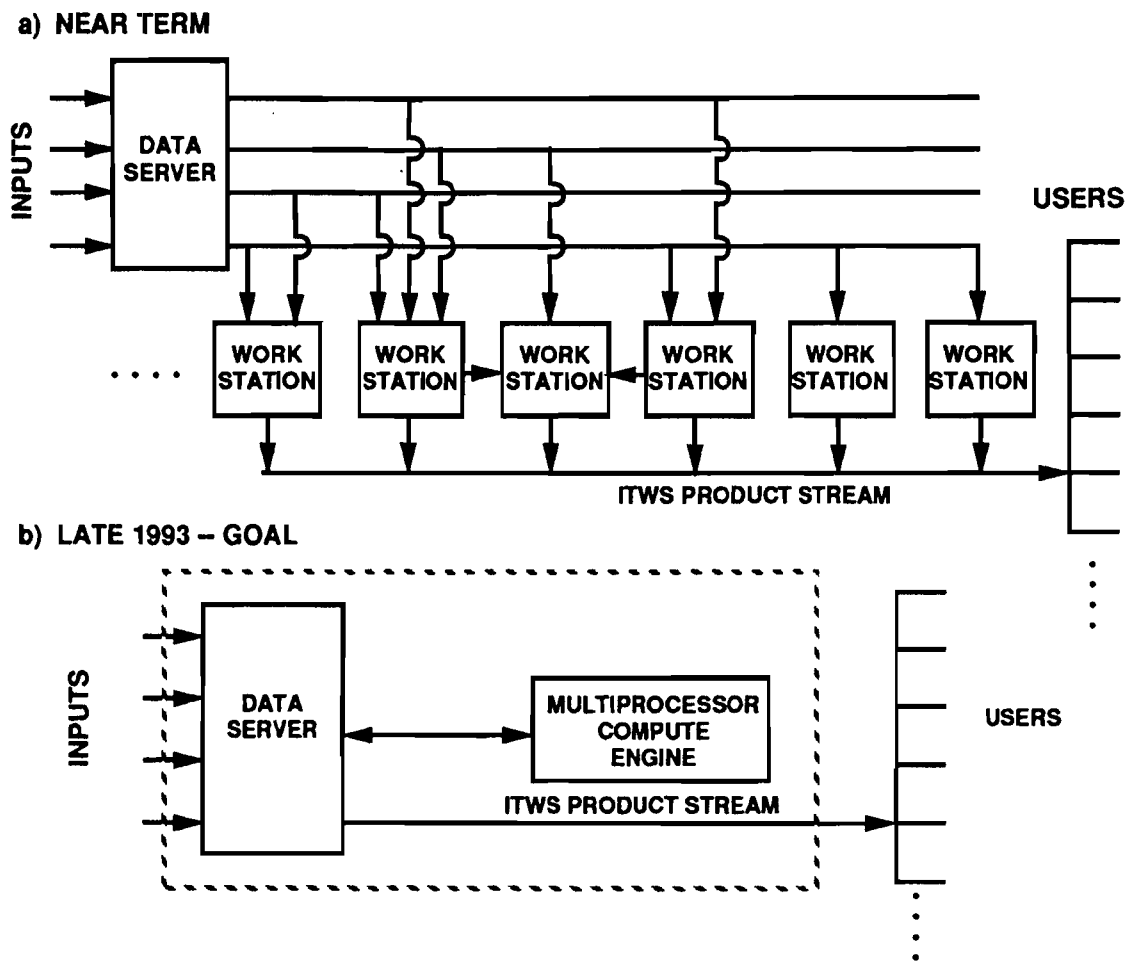 a) NEAR TERM
INPUTS
DATA
SERVER
USERS
WORK
STATION
WORK
STATION
WORK
STATION
WORK
STATION
WORK
STATION
WORK
STATION
ITWS PRODUCT STREAM
b) LATE 1993 – GOAL
INPUTS
DATA
SERVER
MULTIPROCESSOR
COMPUTE
ENGINE
ITWS PRODUCT STREAM
USERS